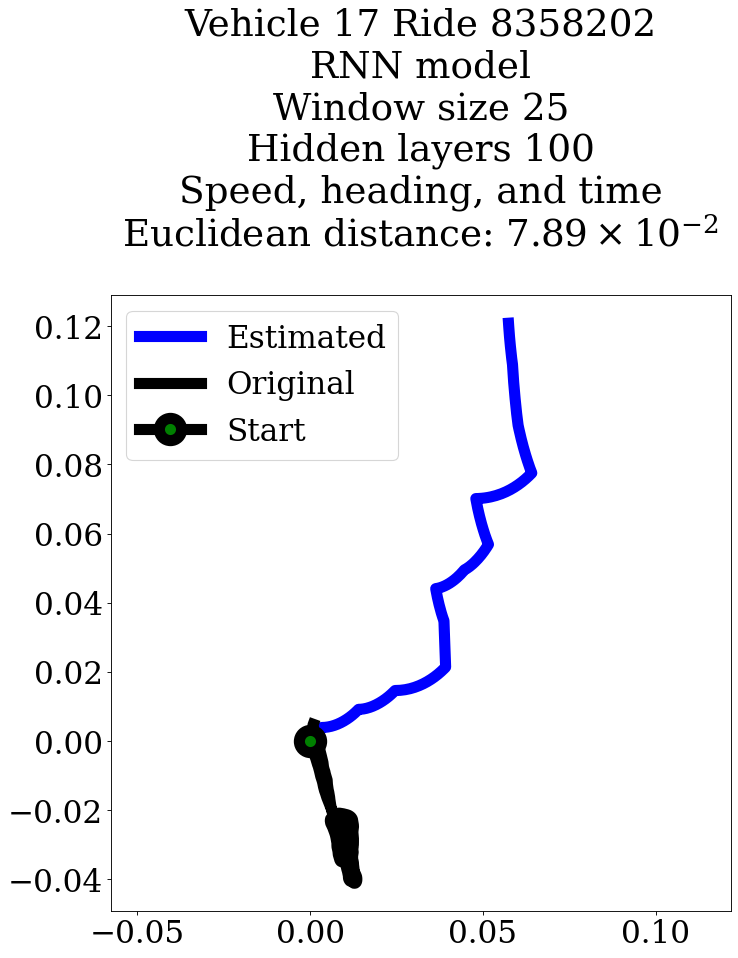 Vehicle 17 Ride 8358202
RNN model
Window size 25
Hidden layers 100
Speed, heading, and time
Euclidean distance: 7.89 × 10⁻²
Estimated
Original
Start
0.12
0.10
0.08
0.06
0.04
0.02
0.00
−0.02
−0.04
−0.05 0.00 0.05 0.10